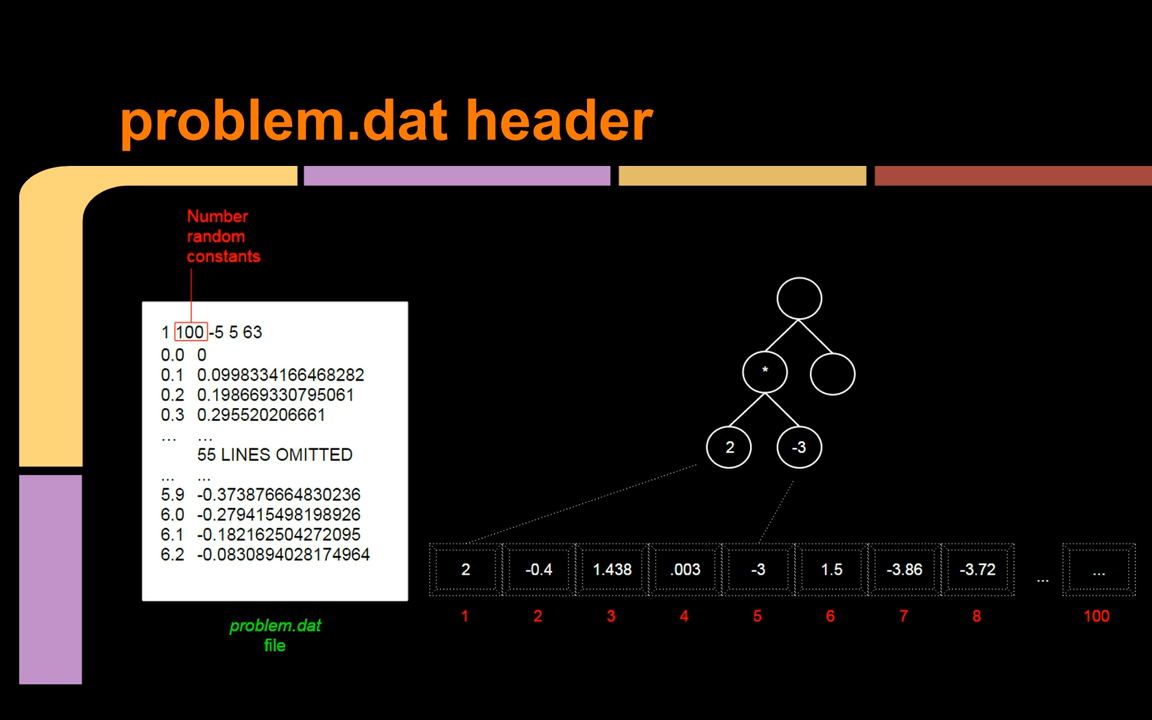 problem.dat header
Number
random
constants
1 100 -5 5 63
0.0 0
0.1 0.0998334166468282
0.2 0.198669330795061
0.3 0.295520206661
... ...
55 LINES OMITTED
... ...
5.9 -0.373876664830236
6.0 -0.279415498198926
6.1 -0.182162504272095
6.2 -0.0830894028174964
problem.dat
file
*
2 -3
2 -0.4 1.438 .003 -3 1.5 -3.86 -3.72 ... ...
1 2 3 4 5 6 7 8 100